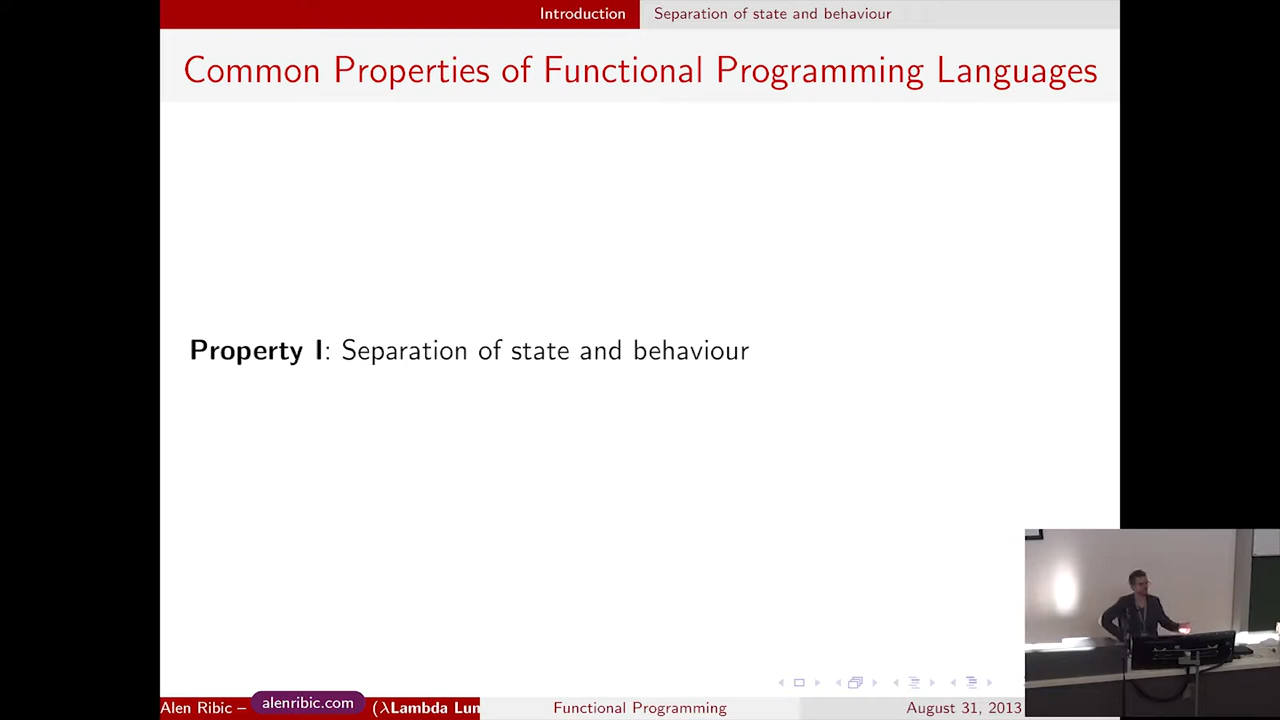 Introduction
Separation of state and behaviour
Common Properties of Functional Programming Languages
Property I: Separation of state and behaviour
Alen Ribic – alenribic.com (λLambda Lun
Functional Programming
August 31, 2013